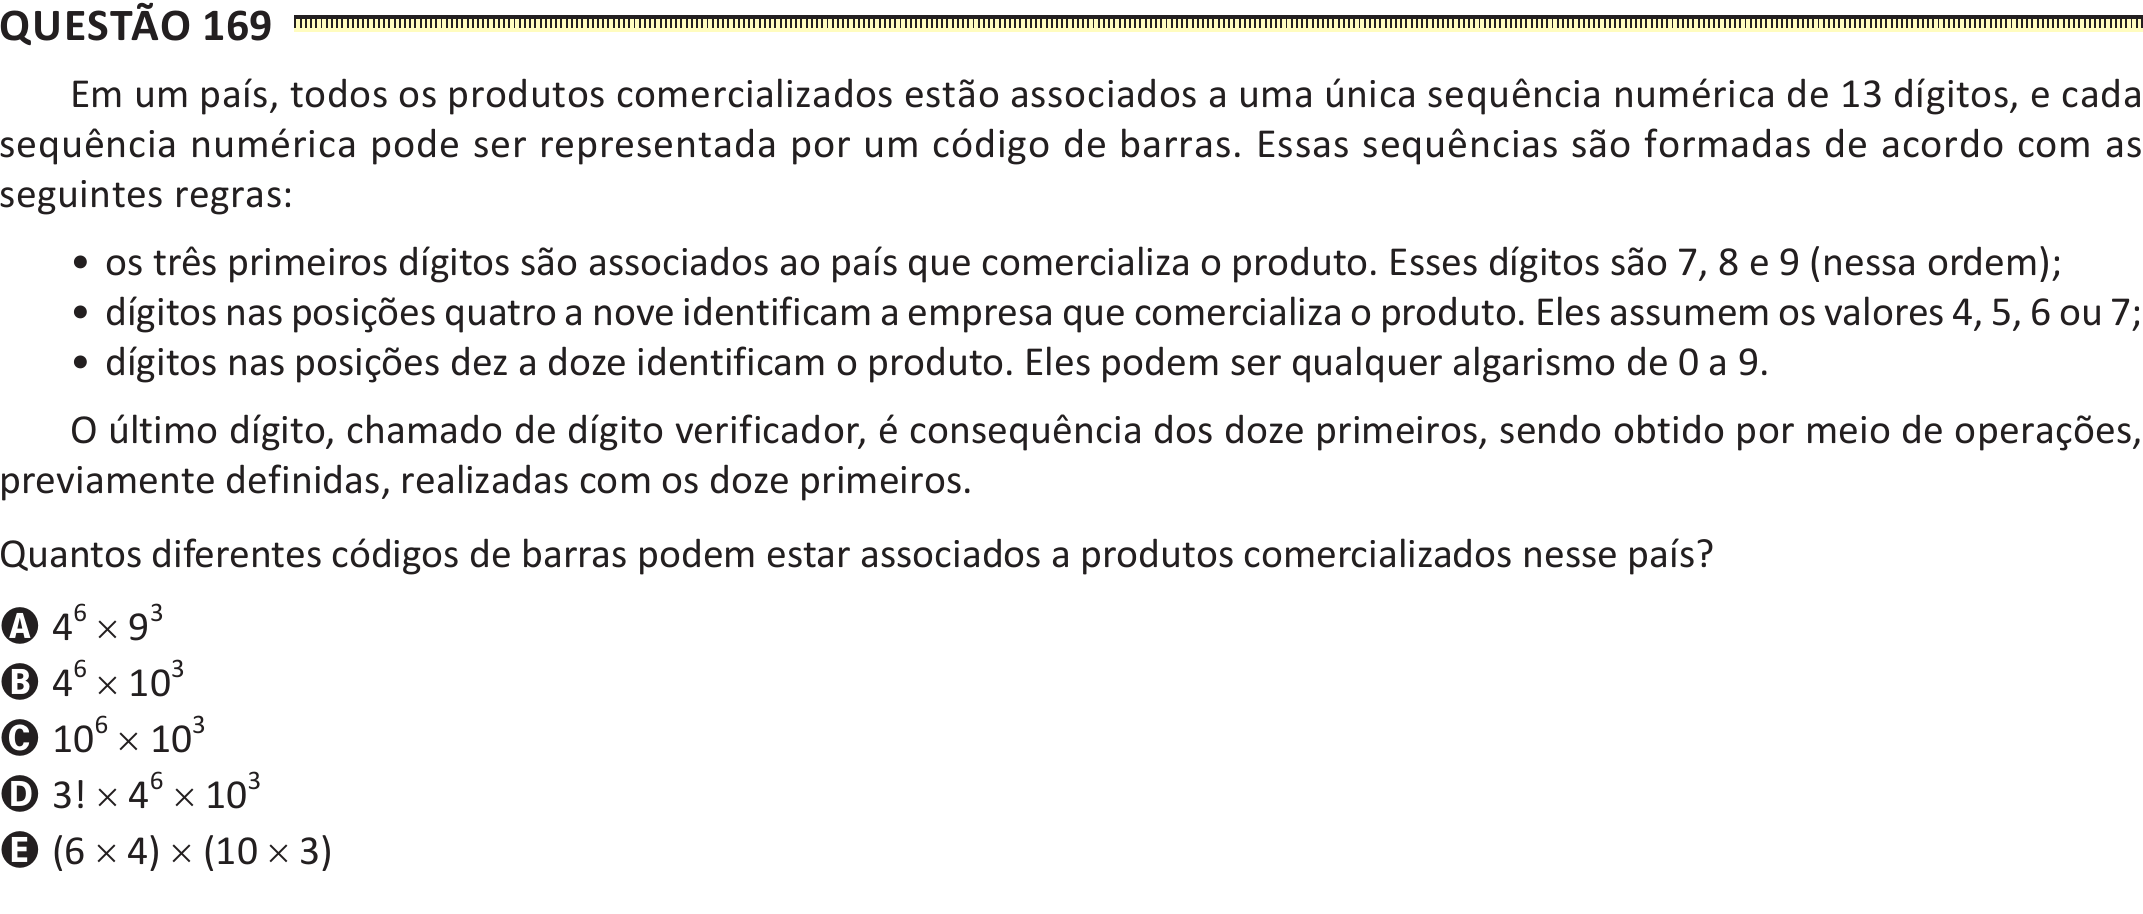 QUESTÃO 169
Em um país, todos os produtos comercializados estão associados a uma única sequência numérica de 13 dígitos, e cada
sequência numérica pode ser representada por um código de barras. Essas sequências são formadas de acordo com as
seguintes regras:
• os três primeiros dígitos são associados ao país que comercializa o produto. Esses dígitos são 7, 8 e 9 (nessa ordem);
• dígitos nas posições quatro a nove identificam a empresa que comercializa o produto. Eles assumem os valores 4, 5, 6 ou 7;
• dígitos nas posições dez a doze identificam o produto. Eles podem ser qualquer algarismo de 0 a 9.
O último dígito, chamado de dígito verificador, é consequência dos doze primeiros, sendo obtido por meio de operações,
previamente definidas, realizadas com os doze primeiros.
Quantos diferentes códigos de barras podem estar associados a produtos comercializados nesse país?
A 4⁶ × 9³
B 4⁶ × 10³
C 10⁶ × 10³
D 3! × 4⁶ × 10³
E (6 × 4) × (10 × 3)